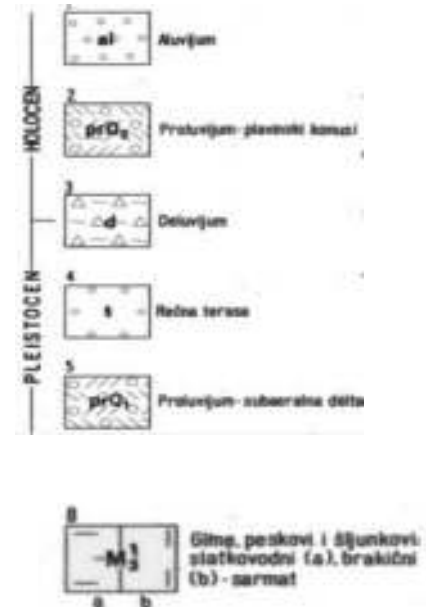 1
al Aluvijum
HOLOCEN
2
prQ₂ Proluvijum-plavinski konusi
3
d Deluvijum
PLEISTOCEN
4
t Rečna terasa
5
prQ₁ Proluvijum-subaeralna delta
8
Gline, peskovi i šljunkovi:
slatkovodni (a), brakični
(b)-sarmat
a b